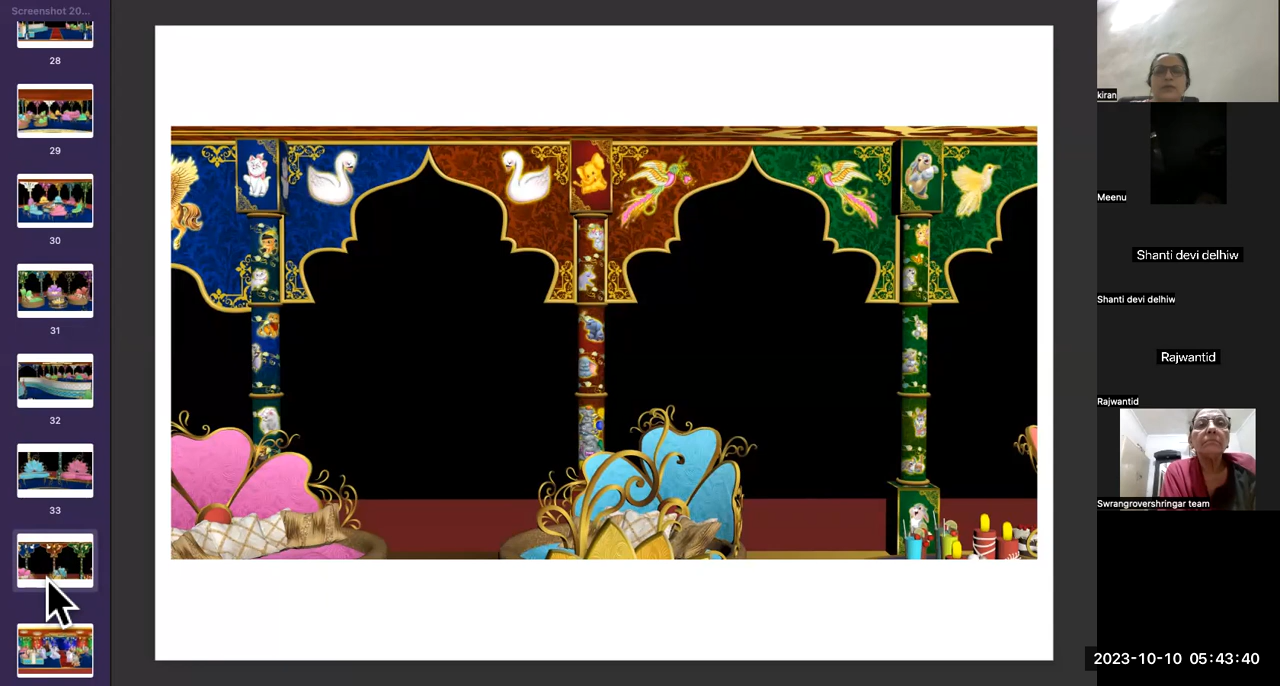 Screenshot 20...
28
29
30
31
32
33
kiran
Meenu
Shanti devi delhiw
Shanti devi delhiw
Rajwantid
Rajwantid
Swrangrovershringar team
2023-10-10 05:43:40